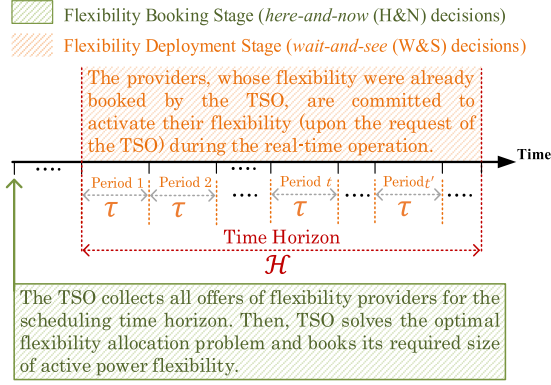 Flexibility Booking Stage (here-and-now (H&N) decisions)
Flexibility Deployment Stage (wait-and-see (W&S) decisions)
The providers, whose flexibility were already
booked by the TSO, are committed to
activate their flexibility (upon the request of
the TSO) during the real-time operation.
.... .... Time
Period 1 Period 2 .... Period t .... Period t′ ....
τ τ τ τ
Time Horizon
ℋ
The TSO collects all offers of flexibility providers for the
scheduling time horizon. Then, TSO solves the optimal
flexibility allocation problem and books its required size
of active power flexibility.